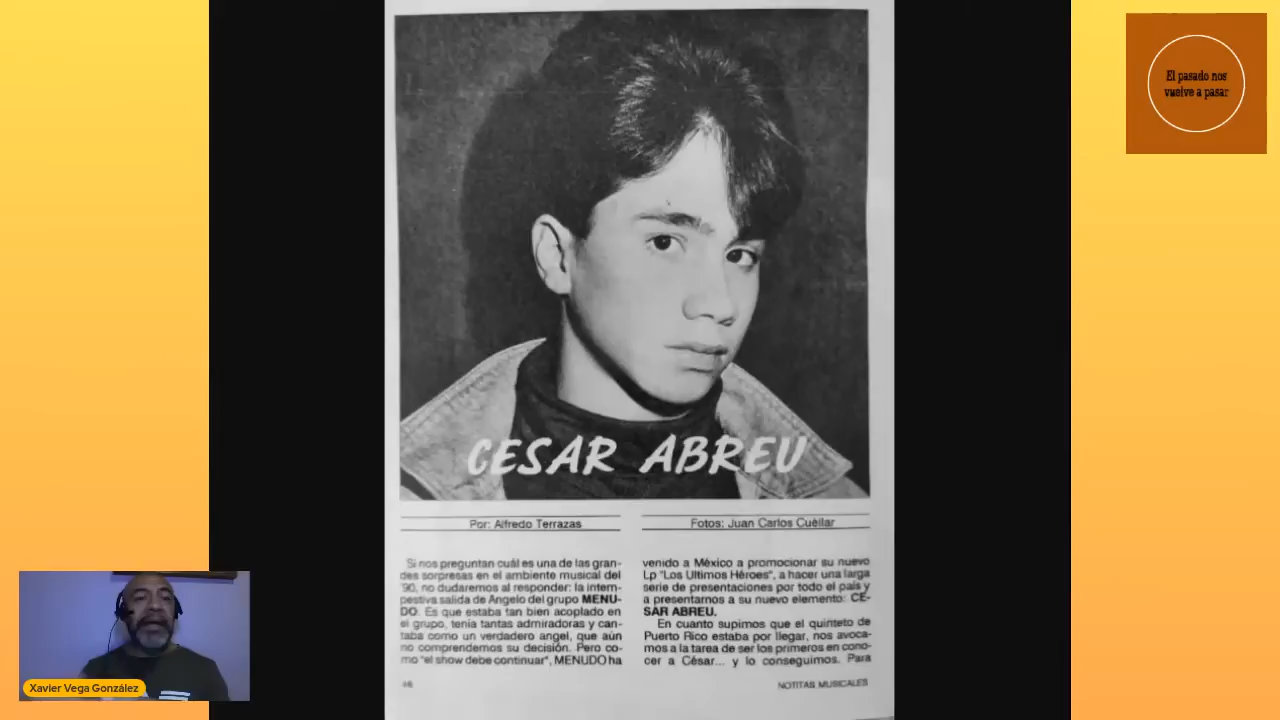 El pasado nos
vuelve a pasar
CESAR ABREU
Por: Alfredo Terrazas
Fotos: Juan Carlos Cuéllar
Si nos preguntan cuál es una de las gran-
des sorpresas en el ambiente musical del
'90, no dudaremos al responder: la intem-
pestiva salida de Angelo del grupo MENU-
DO. Es que estaba tan bien acoplado en
el grupo, tenía tantas admiradoras y can-
taba como un verdadero angel, que aún
no comprendemos su decisión. Pero co-
mo "el show debe continuar", MENUDO ha
venido a México a promocionar su nuevo
Lp "Los Ultimos Héroes", a hacer una larga
serie de presentaciones por todo el país y
a presentarnos a su nuevo elemento: CE-
SAR ABREU.
En cuanto supimos que el quinteto de
Puerto Rico estaba por llegar, nos avoca-
mos a la tarea de ser los primeros en cono-
cer a César... y lo conseguimos. Para
NOTITAS MUSICALES
Xavier Vega González